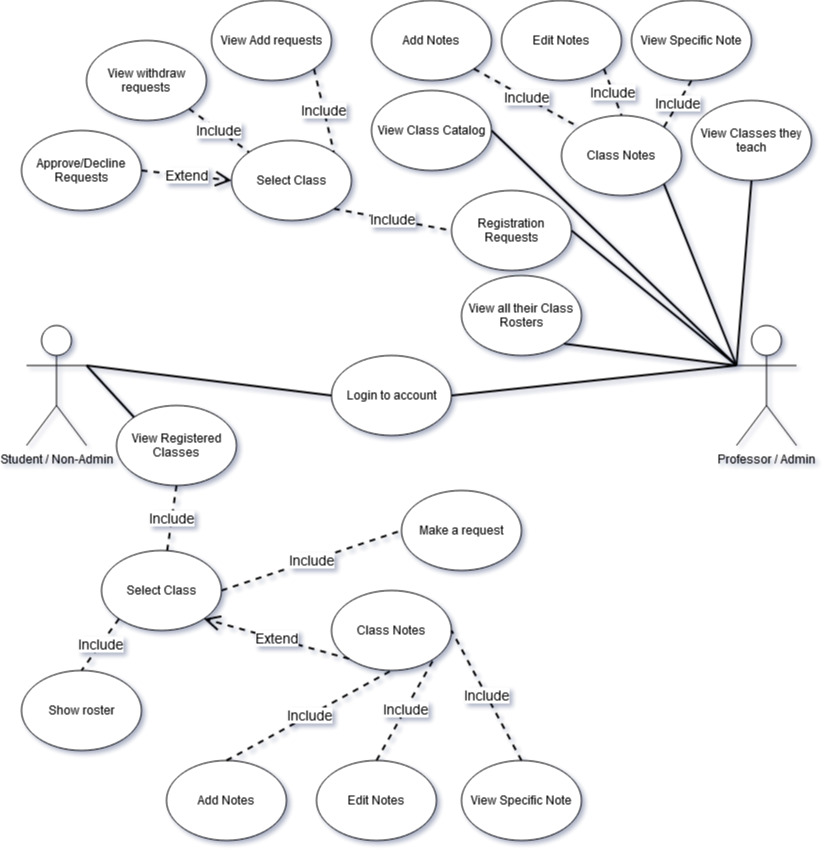 View Add requests
Add Notes
Edit Notes
View Specific Note
View withdraw
requests
Include
Include
Include
Include
Include
View Class Catalog
View Classes they
teach
Class Notes
Approve/Decline
Requests
Extend
Select Class
Include
Registration
Requests
View all their Class
Rosters
Login to account
Student / Non-Admin
Professor / Admin
View Registered
Classes
Include
Make a request
Include
Select Class
Class Notes
Extend
Include
Show roster
Include
Include
Include
Add Notes
Edit Notes
View Specific Note